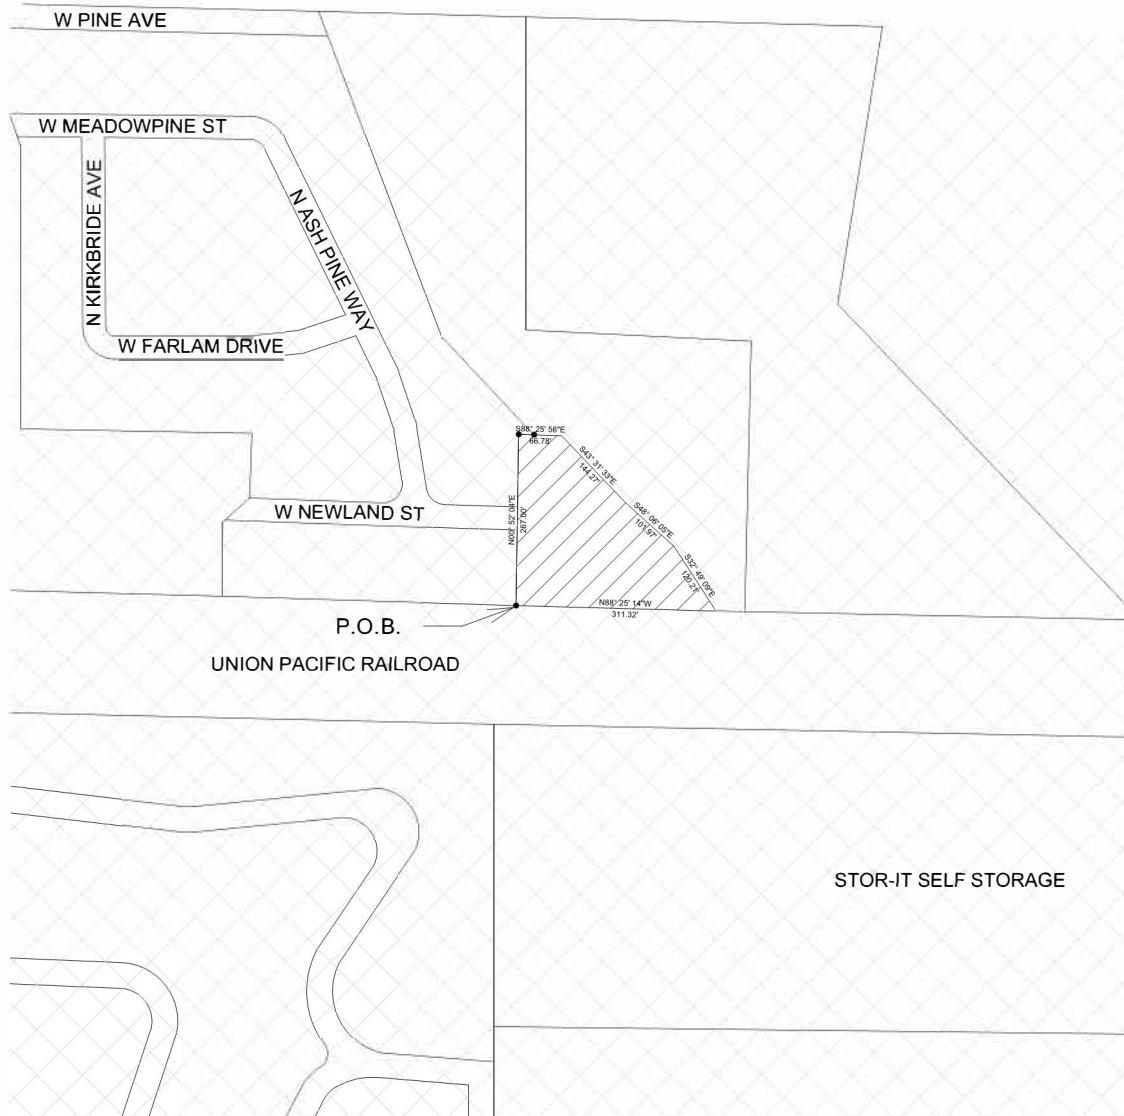 W PINE AVE
W MEADOWPINE ST
N KIRKBRIDE AVE
N ASH PINE WAY
W FARLAM DRIVE
S88° 25' 56"E
66.78'
S43° 31' 33"E
144.27'
W NEWLAND ST
N00° 52' 04"E
267.00'
S48° 06' 05"E
101.97'
S32° 49' 09"E
120.21'
N88° 25' 14"W
311.32'
P.O.B.
UNION PACIFIC RAILROAD
STOR-IT SELF STORAGE